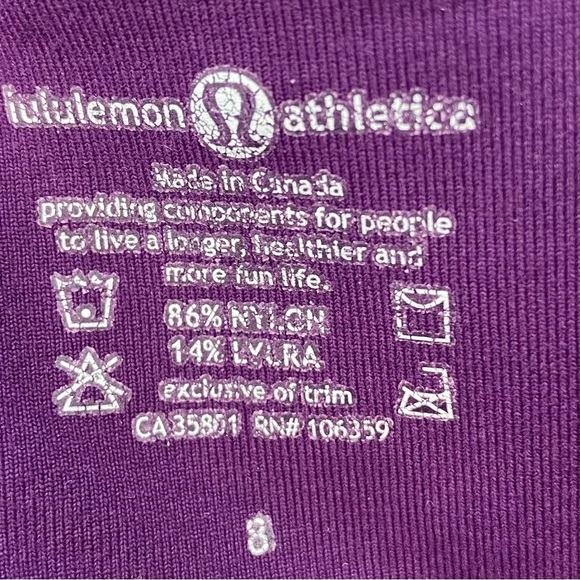 lululemon athletica
Made in Canada
providing components for people
to live a longer, healthier and
more fun life.
86% NYLON
14% LYCRA
exclusive of trim
CA 35801 RN# 106359
8